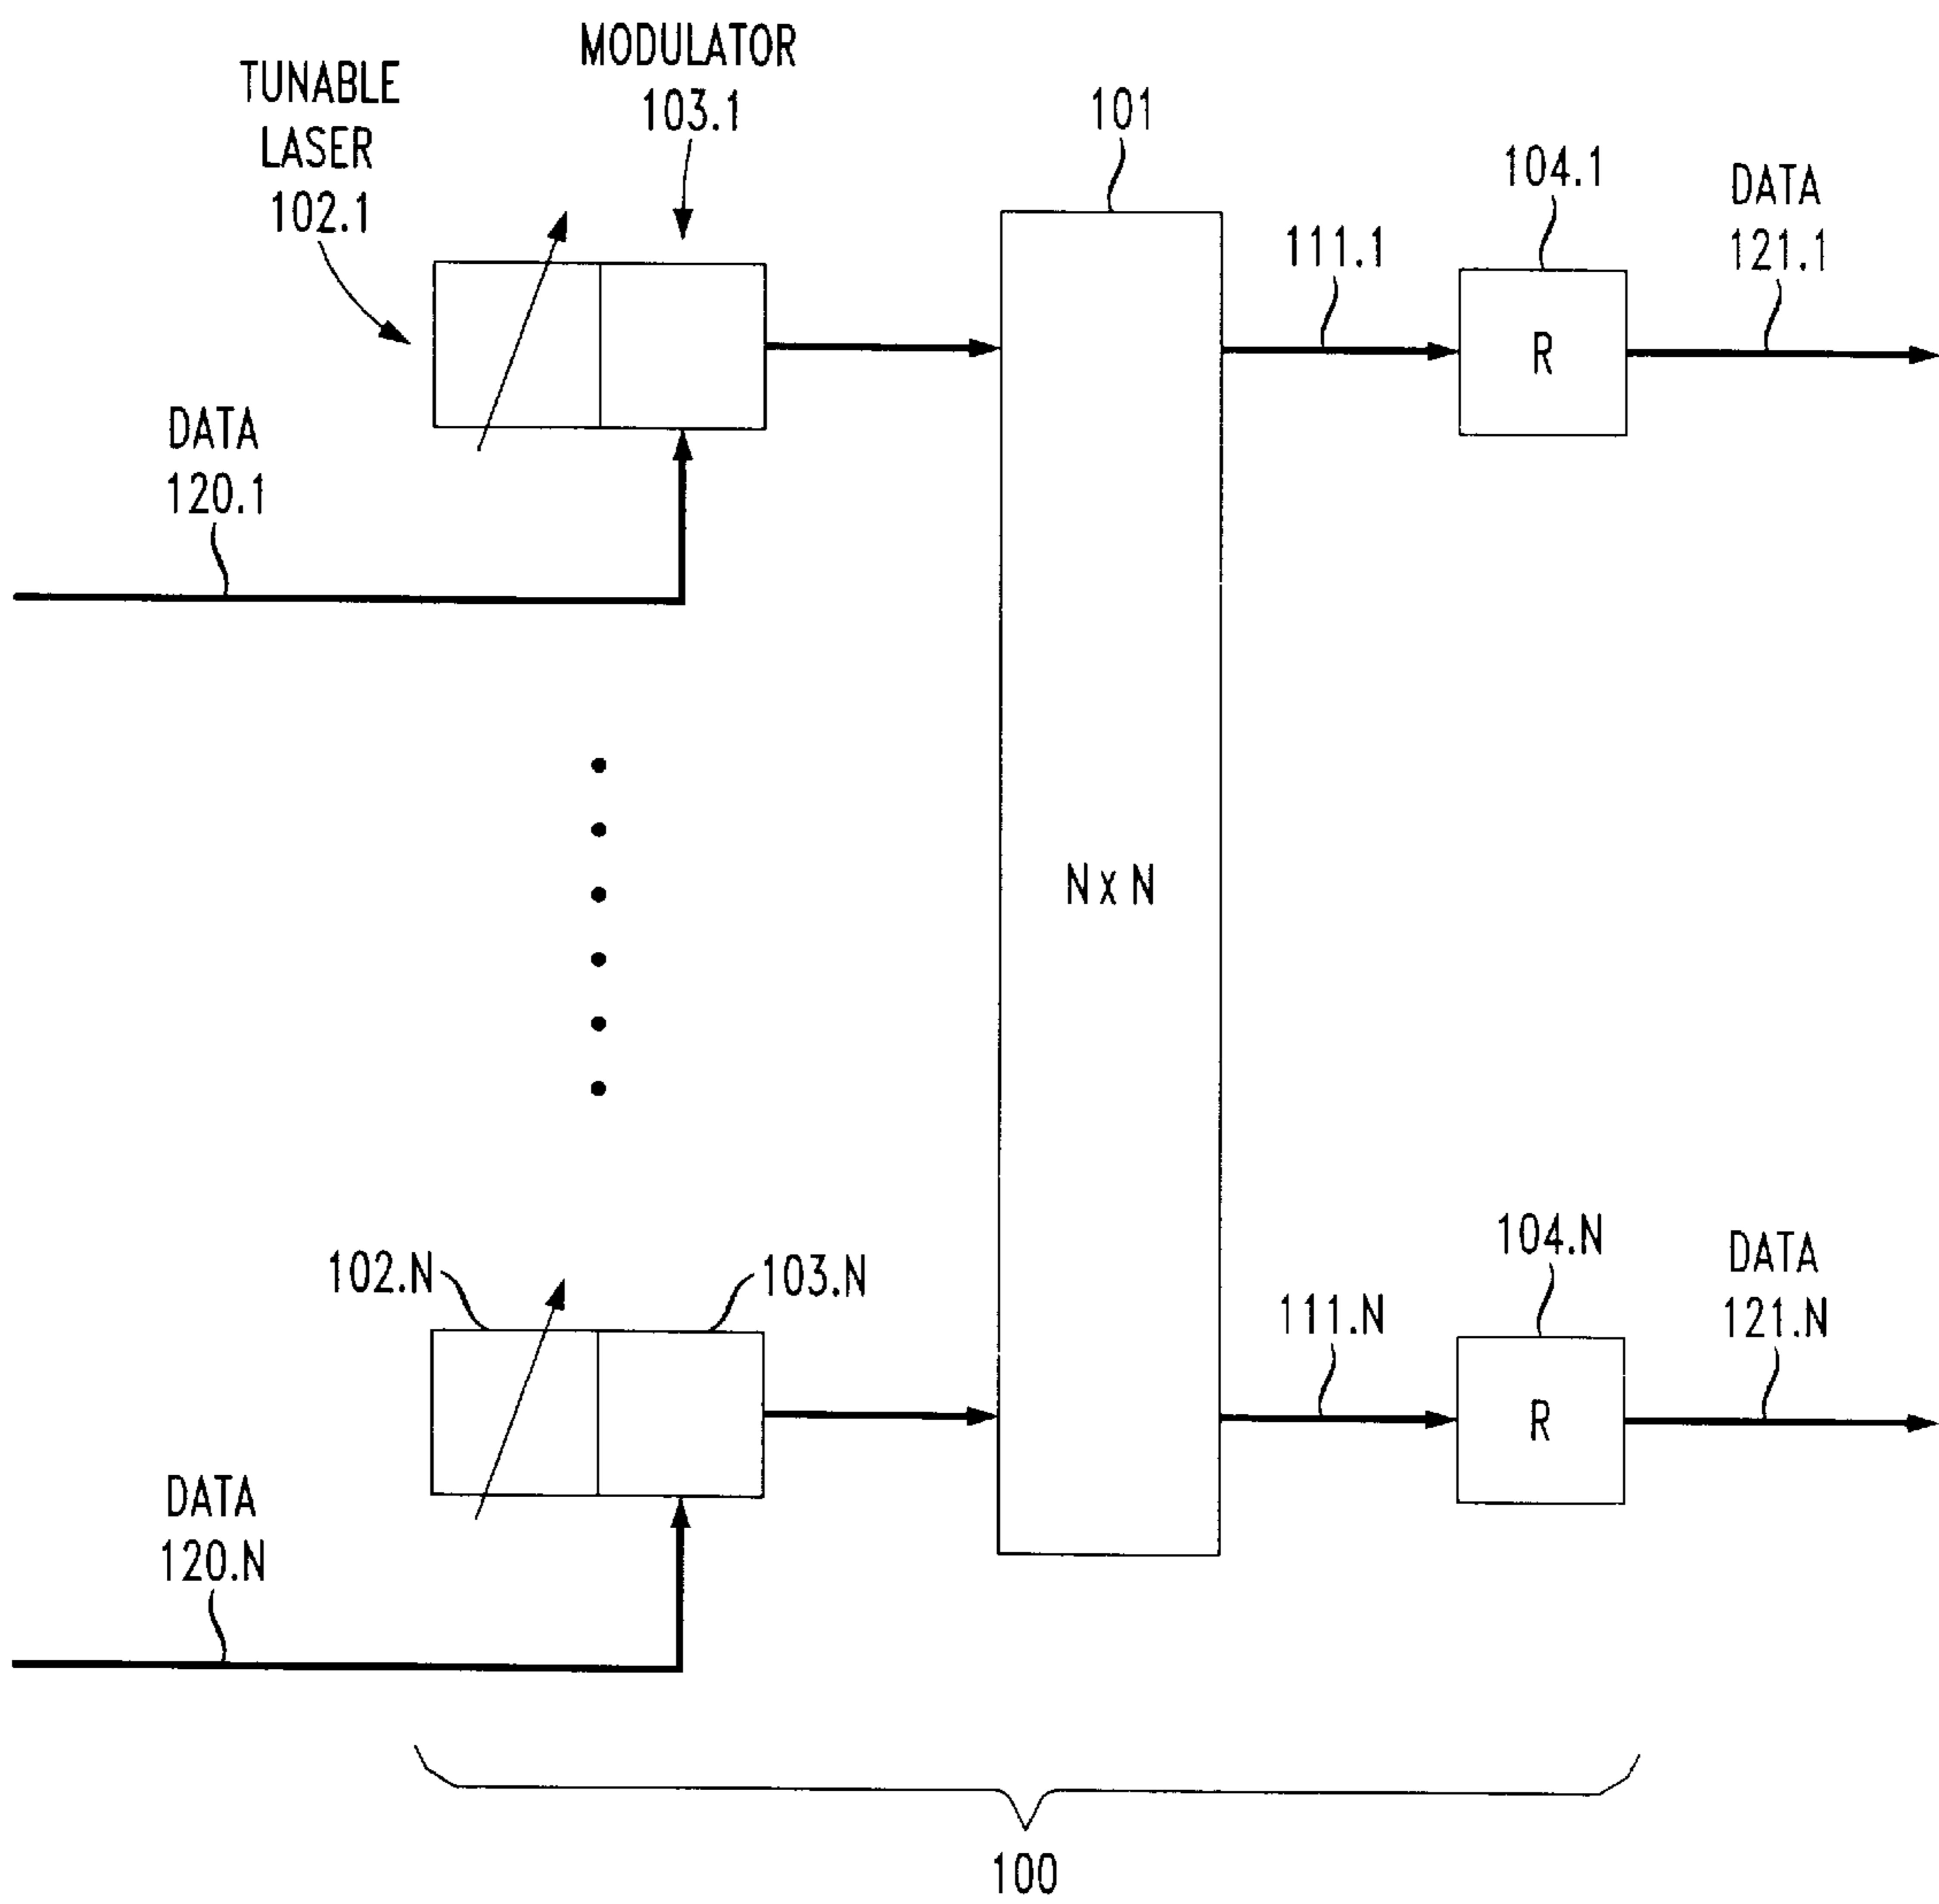 TUNABLE
LASER
102.1
MODULATOR
103.1
101
104.1
DATA
121.1
111.1
R
DATA
120.1
N x N
102.N
103.N
104.N
DATA
121.N
111.N
R
DATA
120.N
100